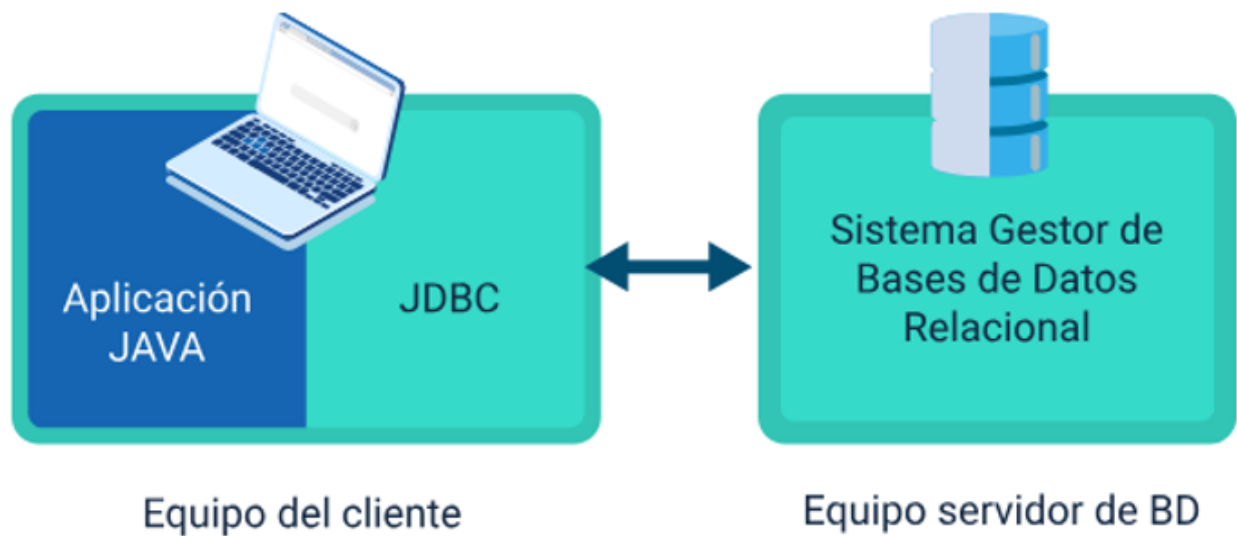 Aplicación
JAVA
JDBC
Sistema Gestor de
Bases de Datos
Relacional
Equipo del cliente
Equipo servidor de BD